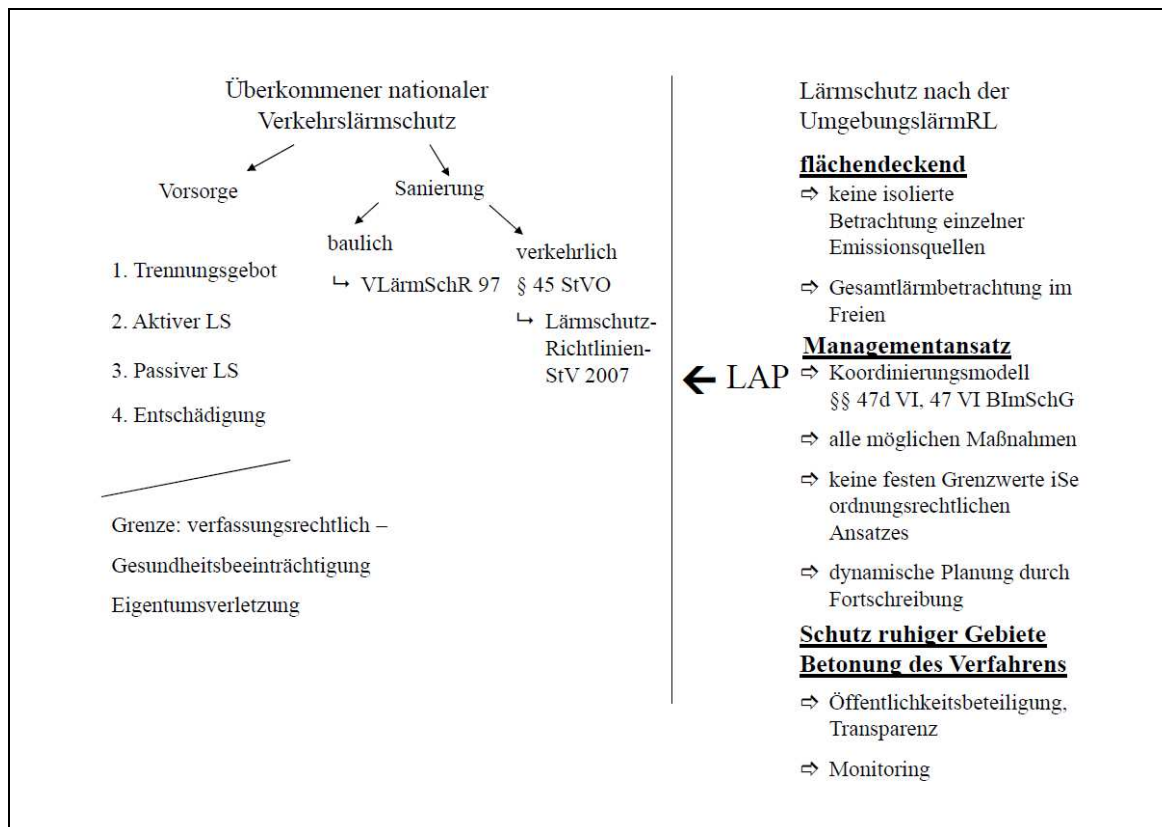 Überkommener nationaler
Verkehrslärmschutz
Vorsorge
Sanierung
baulich
verkehrlich
1. Trennungsgebot
2. Aktiver LS
3. Passiver LS
4. Entschädigung
↳ VLärmSchR 97
§ 45 StVO
↳ Lärmschutz-
Richtlinien-
StV 2007
Grenze: verfassungsrechtlich –
Gesundheitsbeeinträchtigung
Eigentumsverletzung
← LAP
Lärmschutz nach der
UmgebungslärmRL
flächendeckend
⇨ keine isolierte
Betrachtung einzelner
Emissionsquellen
⇨ Gesamtlärmbetrachtung im
Freien
Managementansatz
⇨ Koordinierungsmodell
§§ 47d VI, 47 VI BImSchG
⇨ alle möglichen Maßnahmen
⇨ keine festen Grenzwerte iSe
ordnungsrechtlichen
Ansatzes
⇨ dynamische Planung durch
Fortschreibung
Schutz ruhiger Gebiete
Betonung des Verfahrens
⇨ Öffentlichkeitsbeteiligung,
Transparenz
⇨ Monitoring